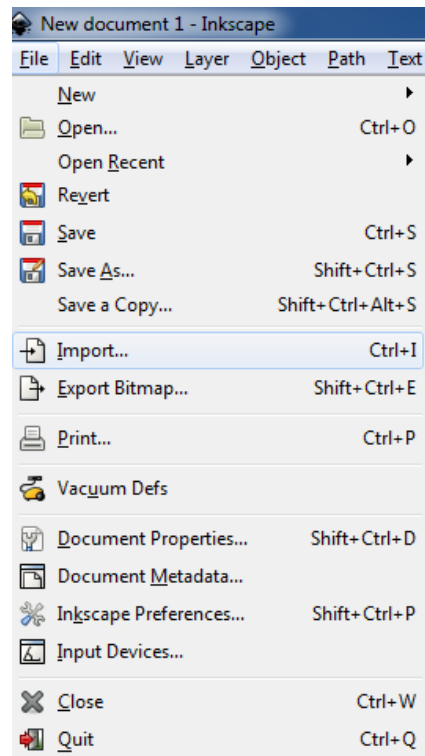 New document 1 - Inkscape
File Edit View Layer Object Path Text
New
Open... Ctrl+O
Open Recent
Revert
Save Ctrl+S
Save As... Shift+Ctrl+S
Save a Copy... Shift+Ctrl+Alt+S
Import... Ctrl+I
Export Bitmap... Shift+Ctrl+E
Print... Ctrl+P
Vacuum Defs
Document Properties... Shift+Ctrl+D
Document Metadata...
Inkscape Preferences... Shift+Ctrl+P
Input Devices...
Close Ctrl+W
Quit Ctrl+Q